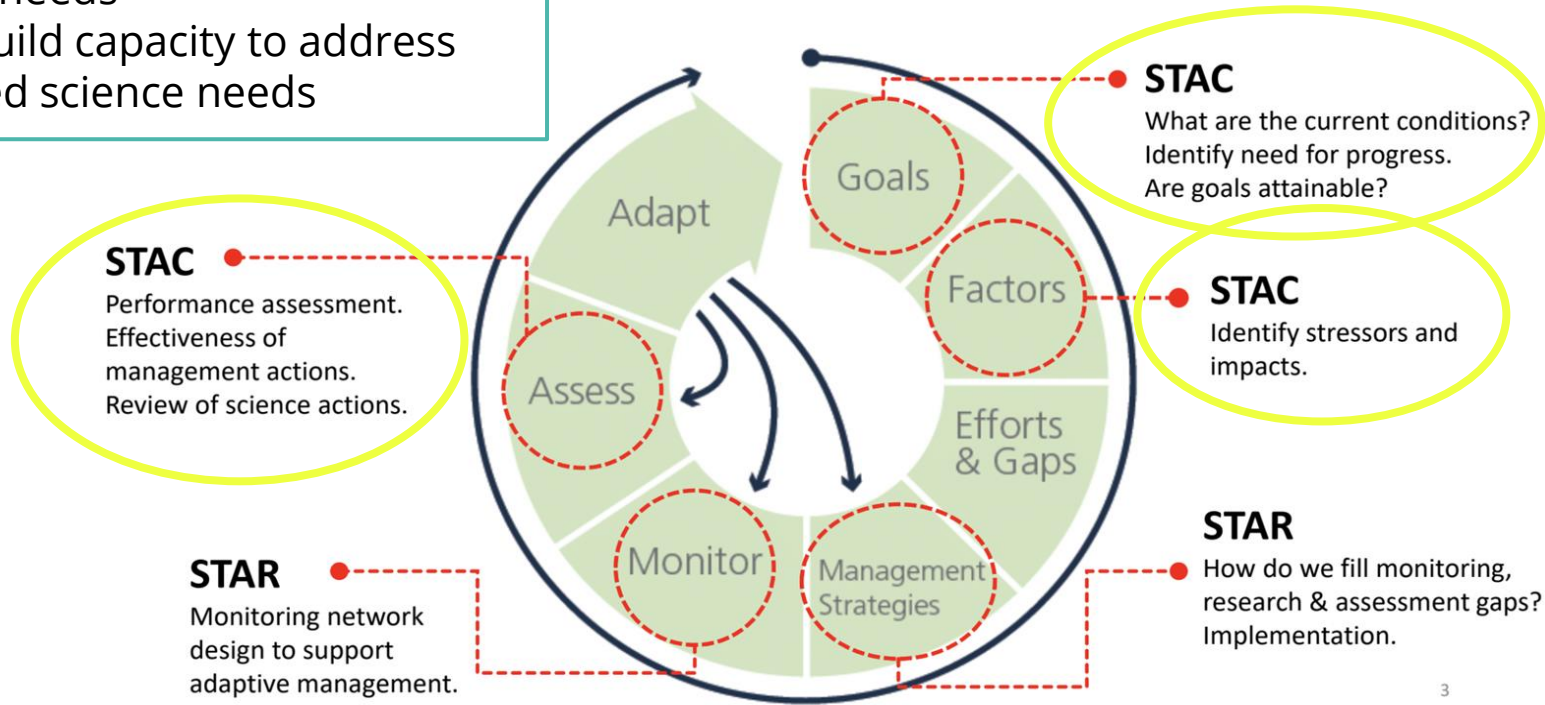 uild capacity to address
ed science needs
STAC
What are the current conditions?
Identify need for progress.
Are goals attainable?
Goals
Adapt
STAC
Performance assessment.
Effectiveness of
management actions.
Review of science actions.
Factors
STAC
Identify stressors and
impacts.
Assess
Efforts
& Gaps
Monitor
Management
Strategies
STAR
Monitoring network
design to support
adaptive management.
STAR
How do we fill monitoring,
research & assessment gaps?
Implementation.
3